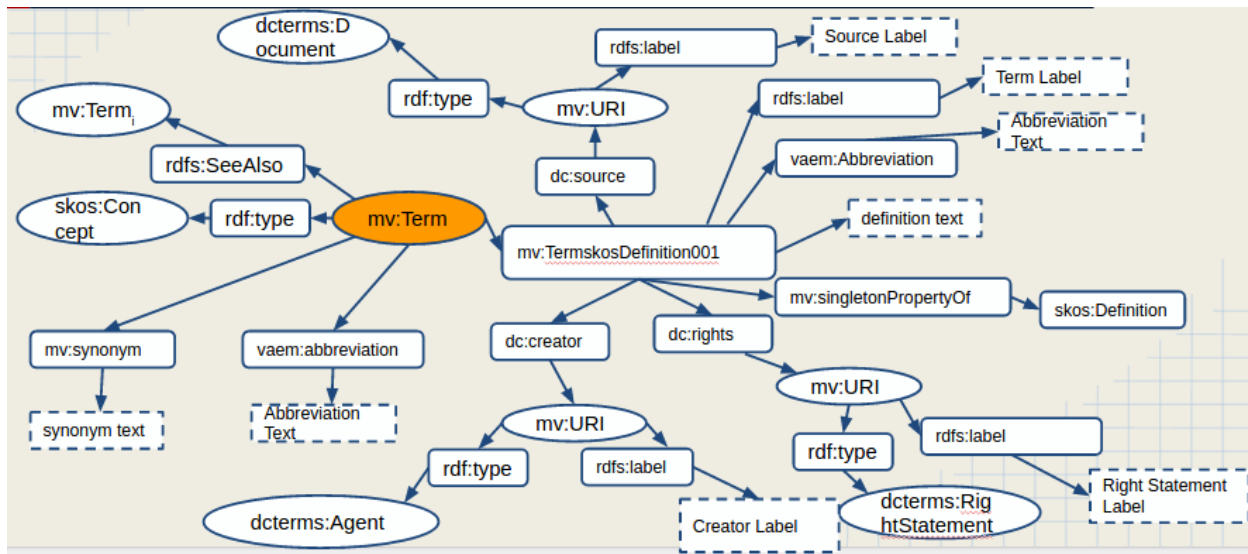 dcterms:D
ocument
rdfs:label
Source Label
Term Label
rdf:type
mv:URI
rdfs:label
mv:Termi
Abbreviation
Text
rdfs:SeeAlso
vaem:Abbreviation
dc:source
skos:Con
cept
rdf:type
mv:Term
definition text
mv:TermskosDefinition001
mv:singletonPropertyOf
skos:Definition
mv:synonym
vaem:abbreviation
dc:creator
dc:rights
mv:URI
synonym text
Abbreviation
Text
mv:URI
rdfs:label
rdf:type
rdf:type
rdfs:label
Right Statement
Label
dcterms:Agent
Creator Label
dcterms:Rig
htStatement